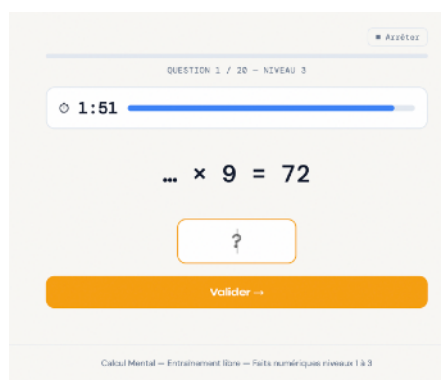 Arrêter
QUESTION 1 / 20 — NIVEAU 3
1:51
… × 9 = 72
?
Valider →
Calcul Mental — Entraînement libre — Faits numériques niveaux 1 à 3